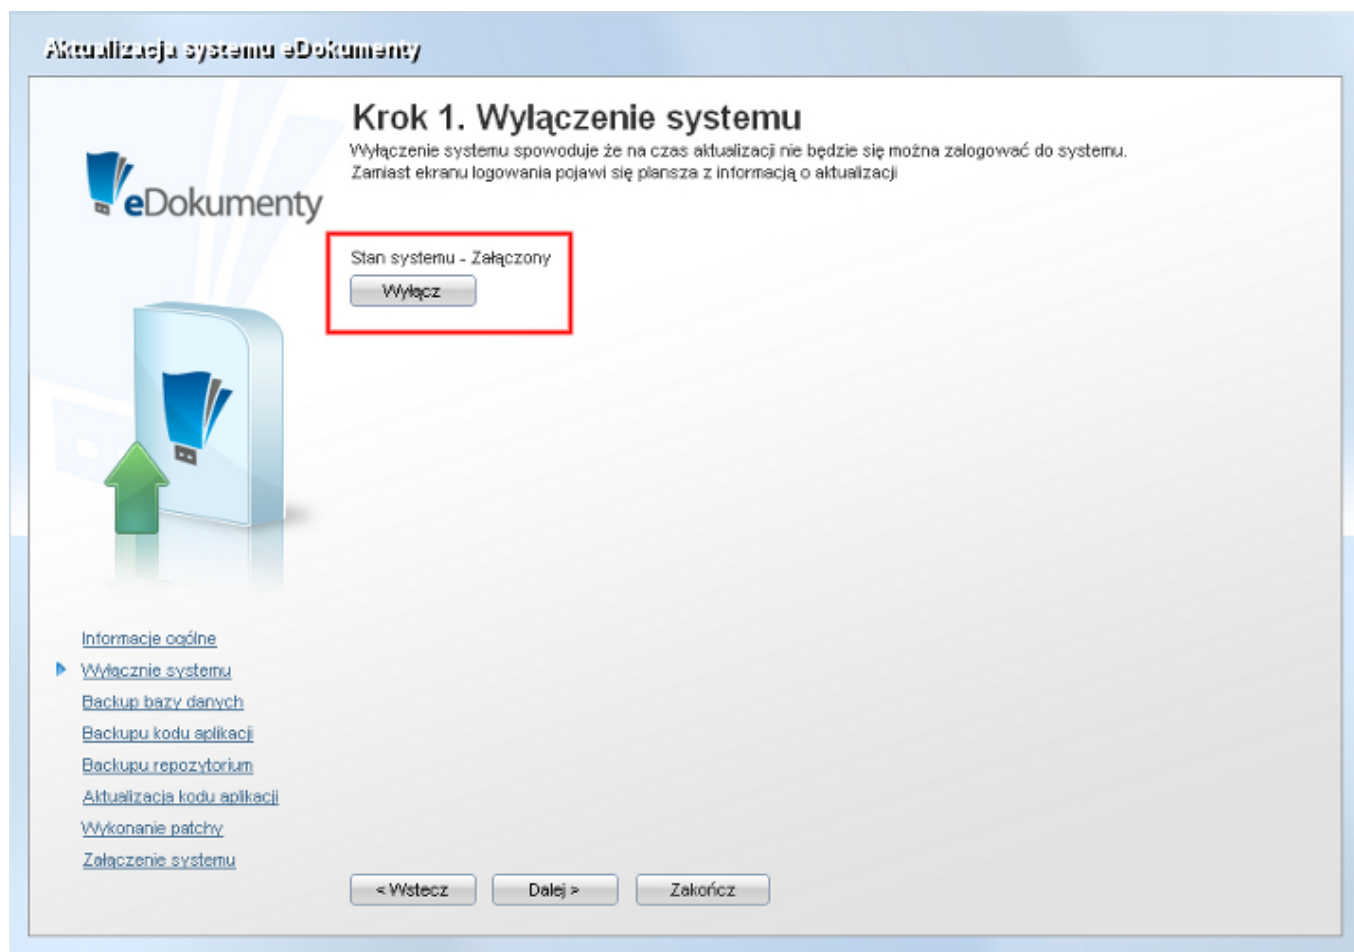 Aktualizacja systemu eDokumenty
Krok 1. Wyłączenie systemu
Wyłączenie systemu spowoduje że na czas aktualizacji nie będzie się można zalogować do systemu.
Zamiast ekranu logowania pojawi się plansza z informacją o aktualizacji
eDokumenty
Stan systemu - Załączony
Wyłącz
Informacje ogólne
Wyłącznie systemu
Backup bazy danych
Backupu kodu aplikacji
Backupu repozytorium
Aktualizacja kodu aplikacji
Wykonanie patchy
Załączenie systemu
< Wstecz
Dalej >
Zakończ